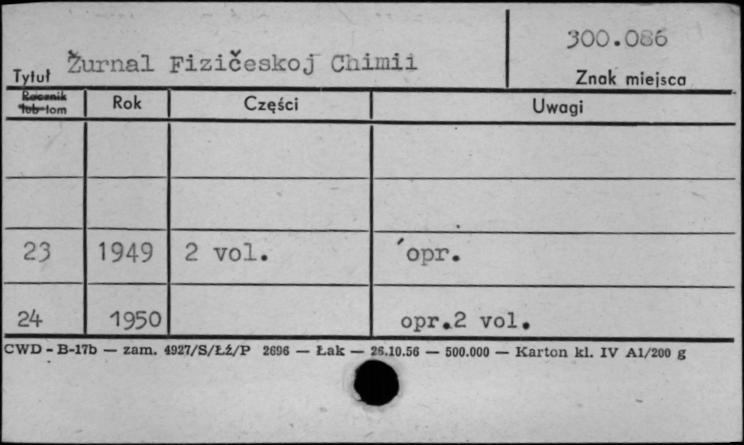 300.086
Tytuł Žurnal Fizičeskoj Chimii
Znak miejsca
Rocznik lub tom Rok Części Uwagi
23 1949 2 vol. opr.
24 1950 opr. 2 vol.
CWD - B-17b — zam. 4927/S/Łź/P 2696 — Łak — 26.10.56 — 500.000 — Karton kl. IV A1/200 g